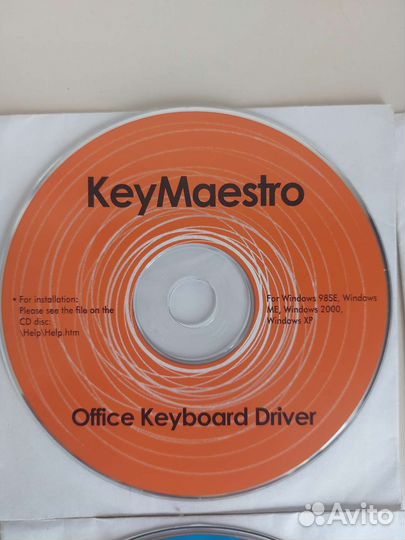 KeyMaestro
• For installation:
Please see the file on the
CD disc:
\Help\Help.htm
For Windows 98SE, Windows
ME, Windows 2000,
Windows XP
Office Keyboard Driver
Avito